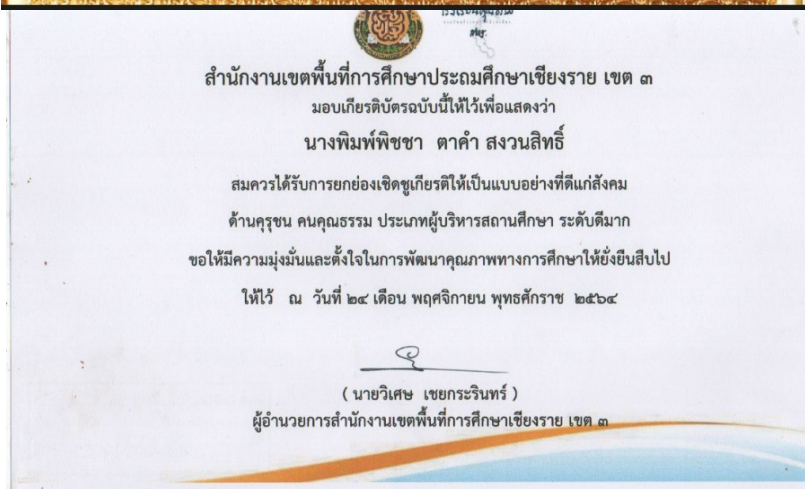 สำนักงานเขตพื้นที่การศึกษาประถมศึกษาเชียงราย เขต ๓
มอบเกียรติบัตรฉบับนี้ให้ไว้เพื่อแสดงว่า
นางพิมพ์พิชชา ตาคำ สงวนสิทธิ์
สมควรได้รับการยกย่องเชิดชูเกียรติให้เป็นแบบอย่างที่ดีแก่สังคม
ด้านคุรุชน คนคุณธรรม ประเภทผู้บริหารสถานศึกษา ระดับดีมาก
ขอให้มีความมุ่งมั่นและตั้งใจในการพัฒนาคุณภาพทางการศึกษาให้ยั่งยืนสืบไป
ให้ไว้ ณ วันที่ ๒๔ เดือน พฤศจิกายน พุทธศักราช ๒๕๖๔
( นายวิเศษ เชยกระรินทร์ )
ผู้อำนวยการสำนักงานเขตพื้นที่การศึกษาเชียงราย เขต ๓